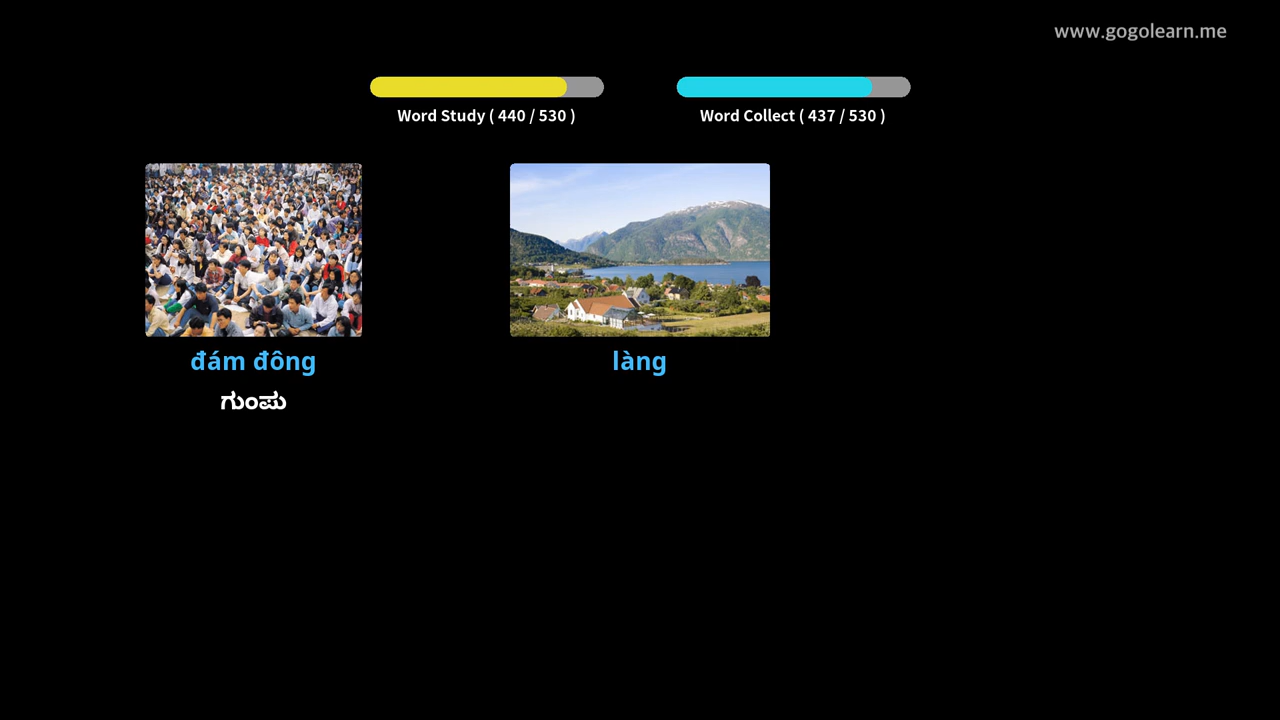 www.gogolearn.me
Word Study ( 440 / 530 )
Word Collect ( 437 / 530 )
đám đông
làng
ಗುಂಪು